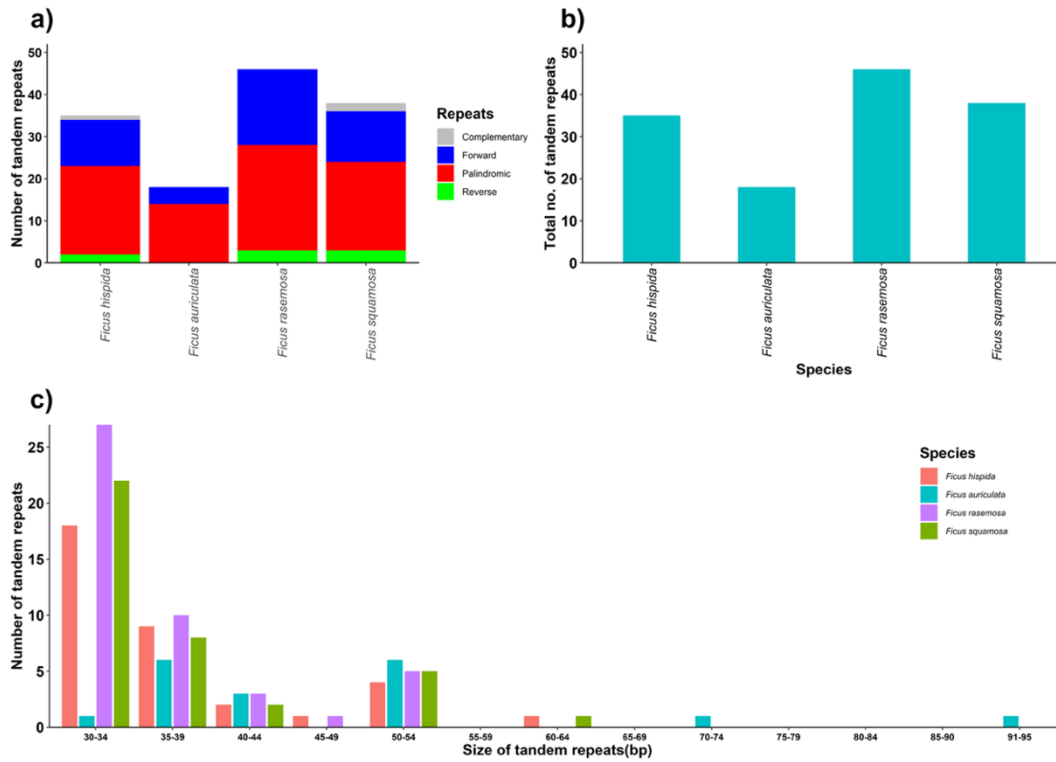 a)
Number of tandem repeats
50
40
30
20
10
0
Ficus hispida
Ficus auriculata
Ficus rasemosa
Ficus squamosa
Repeats
Complementary
Forward
Palindromic
Reverse
b)
Total no. of tandem repeats
50
40
30
20
10
0
Ficus hispida
Ficus auriculata
Ficus rasemosa
Ficus squamosa
Species
c)
Number of tandem repeats
25
20
15
10
5
0
30-34 35-39 40-44 45-49 50-54 55-59 60-64 65-69 70-74 75-79 80-84 85-90 91-95
Size of tandem repeats(bp)
Species
Ficus hispida
Ficus auriculata
Ficus rasemosa
Ficus squamosa